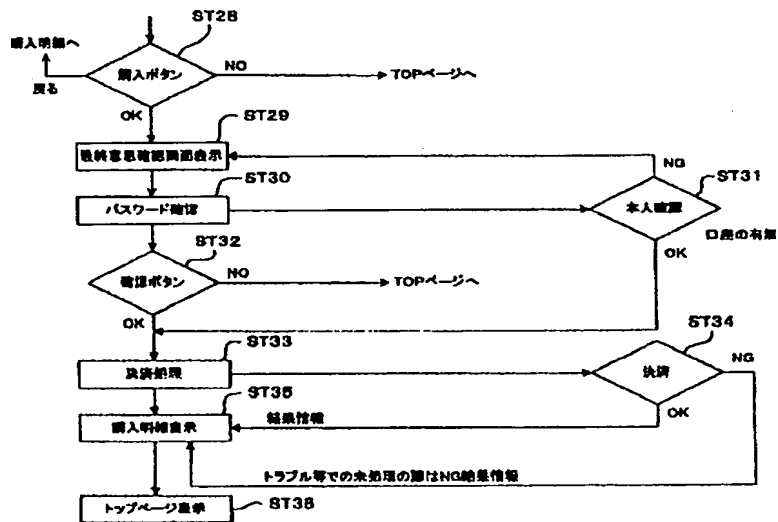 ST28
購入明細へ
購入ボタン
NO
TOPページへ
戻る
OK
ST29
最終意思確認画面表示
NG
ST30
ST31
パスワード確認
本人確認
口座の有無
ST32
OK
確認ボタン
NO
TOPページへ
OK
ST33
ST34
決済処理
決済
NG
ST35
結果情報
OK
購入明細表示
トラブル等での未処理の際はNG結果情報
トップページ表示